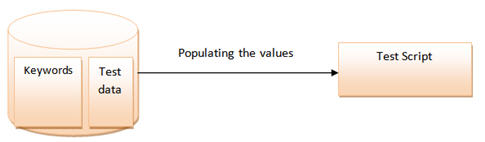 Populating the values
Keywords
Test
data
Test Script